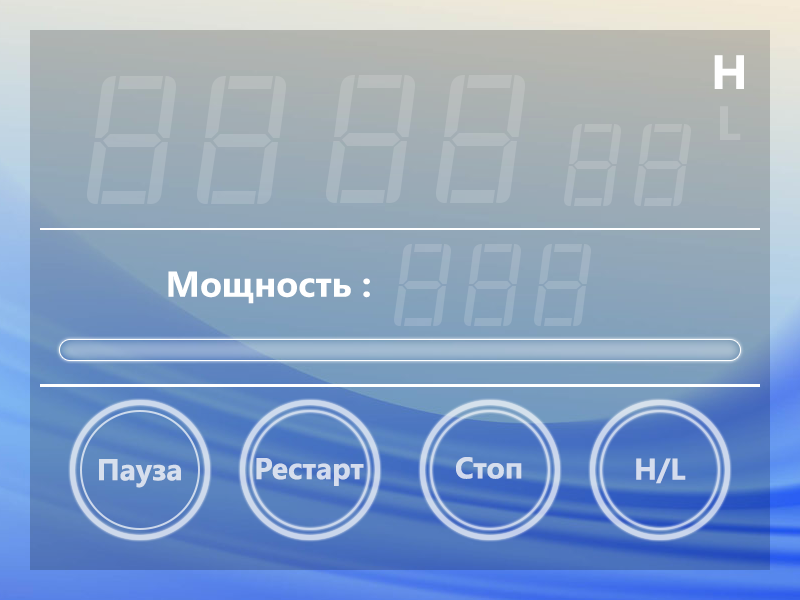 H
L
Мощность :
Пауза
Рестарт
Стоп
H/L